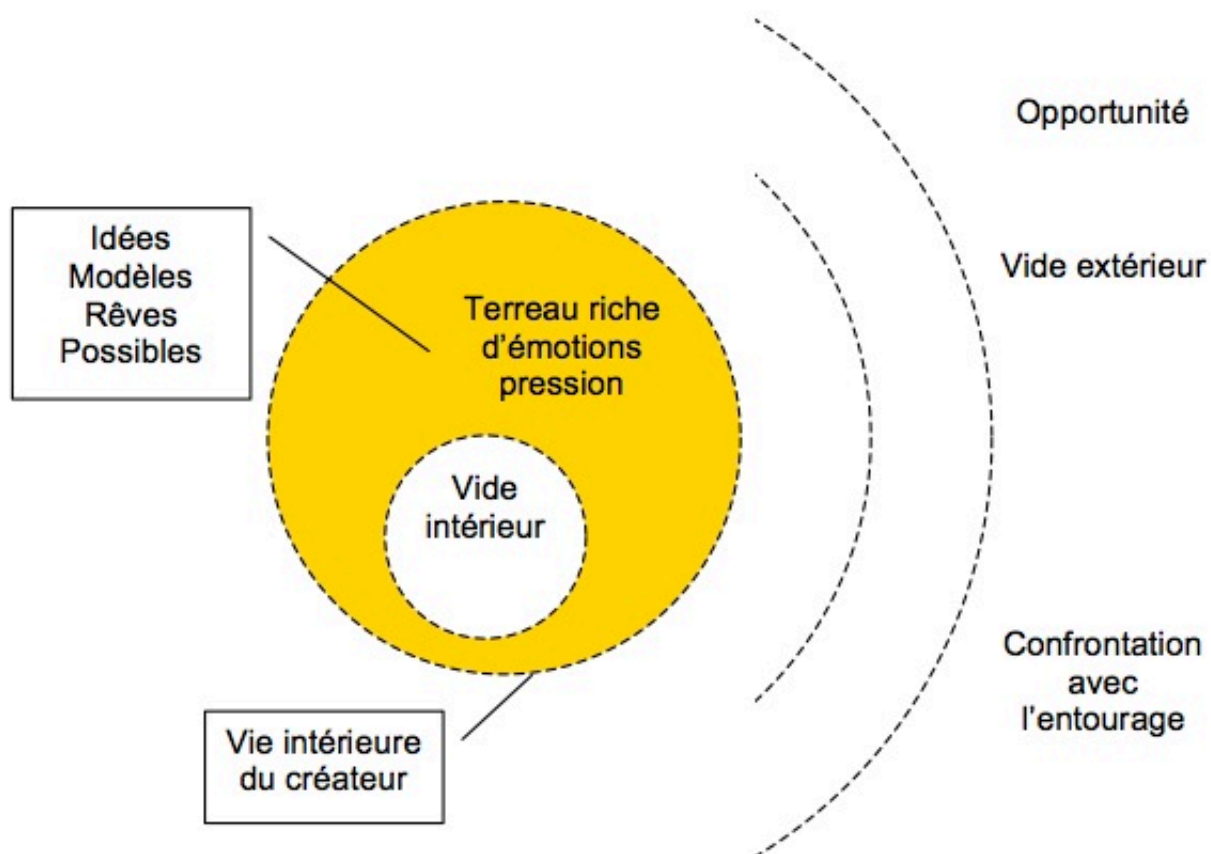 Opportunité
Idées
Modèles
Rêves
Possibles
Terreau riche
d'émotions
pression
Vide extérieur
Vide
intérieur
Confrontation
avec
l'entourage
Vie intérieure
du créateur